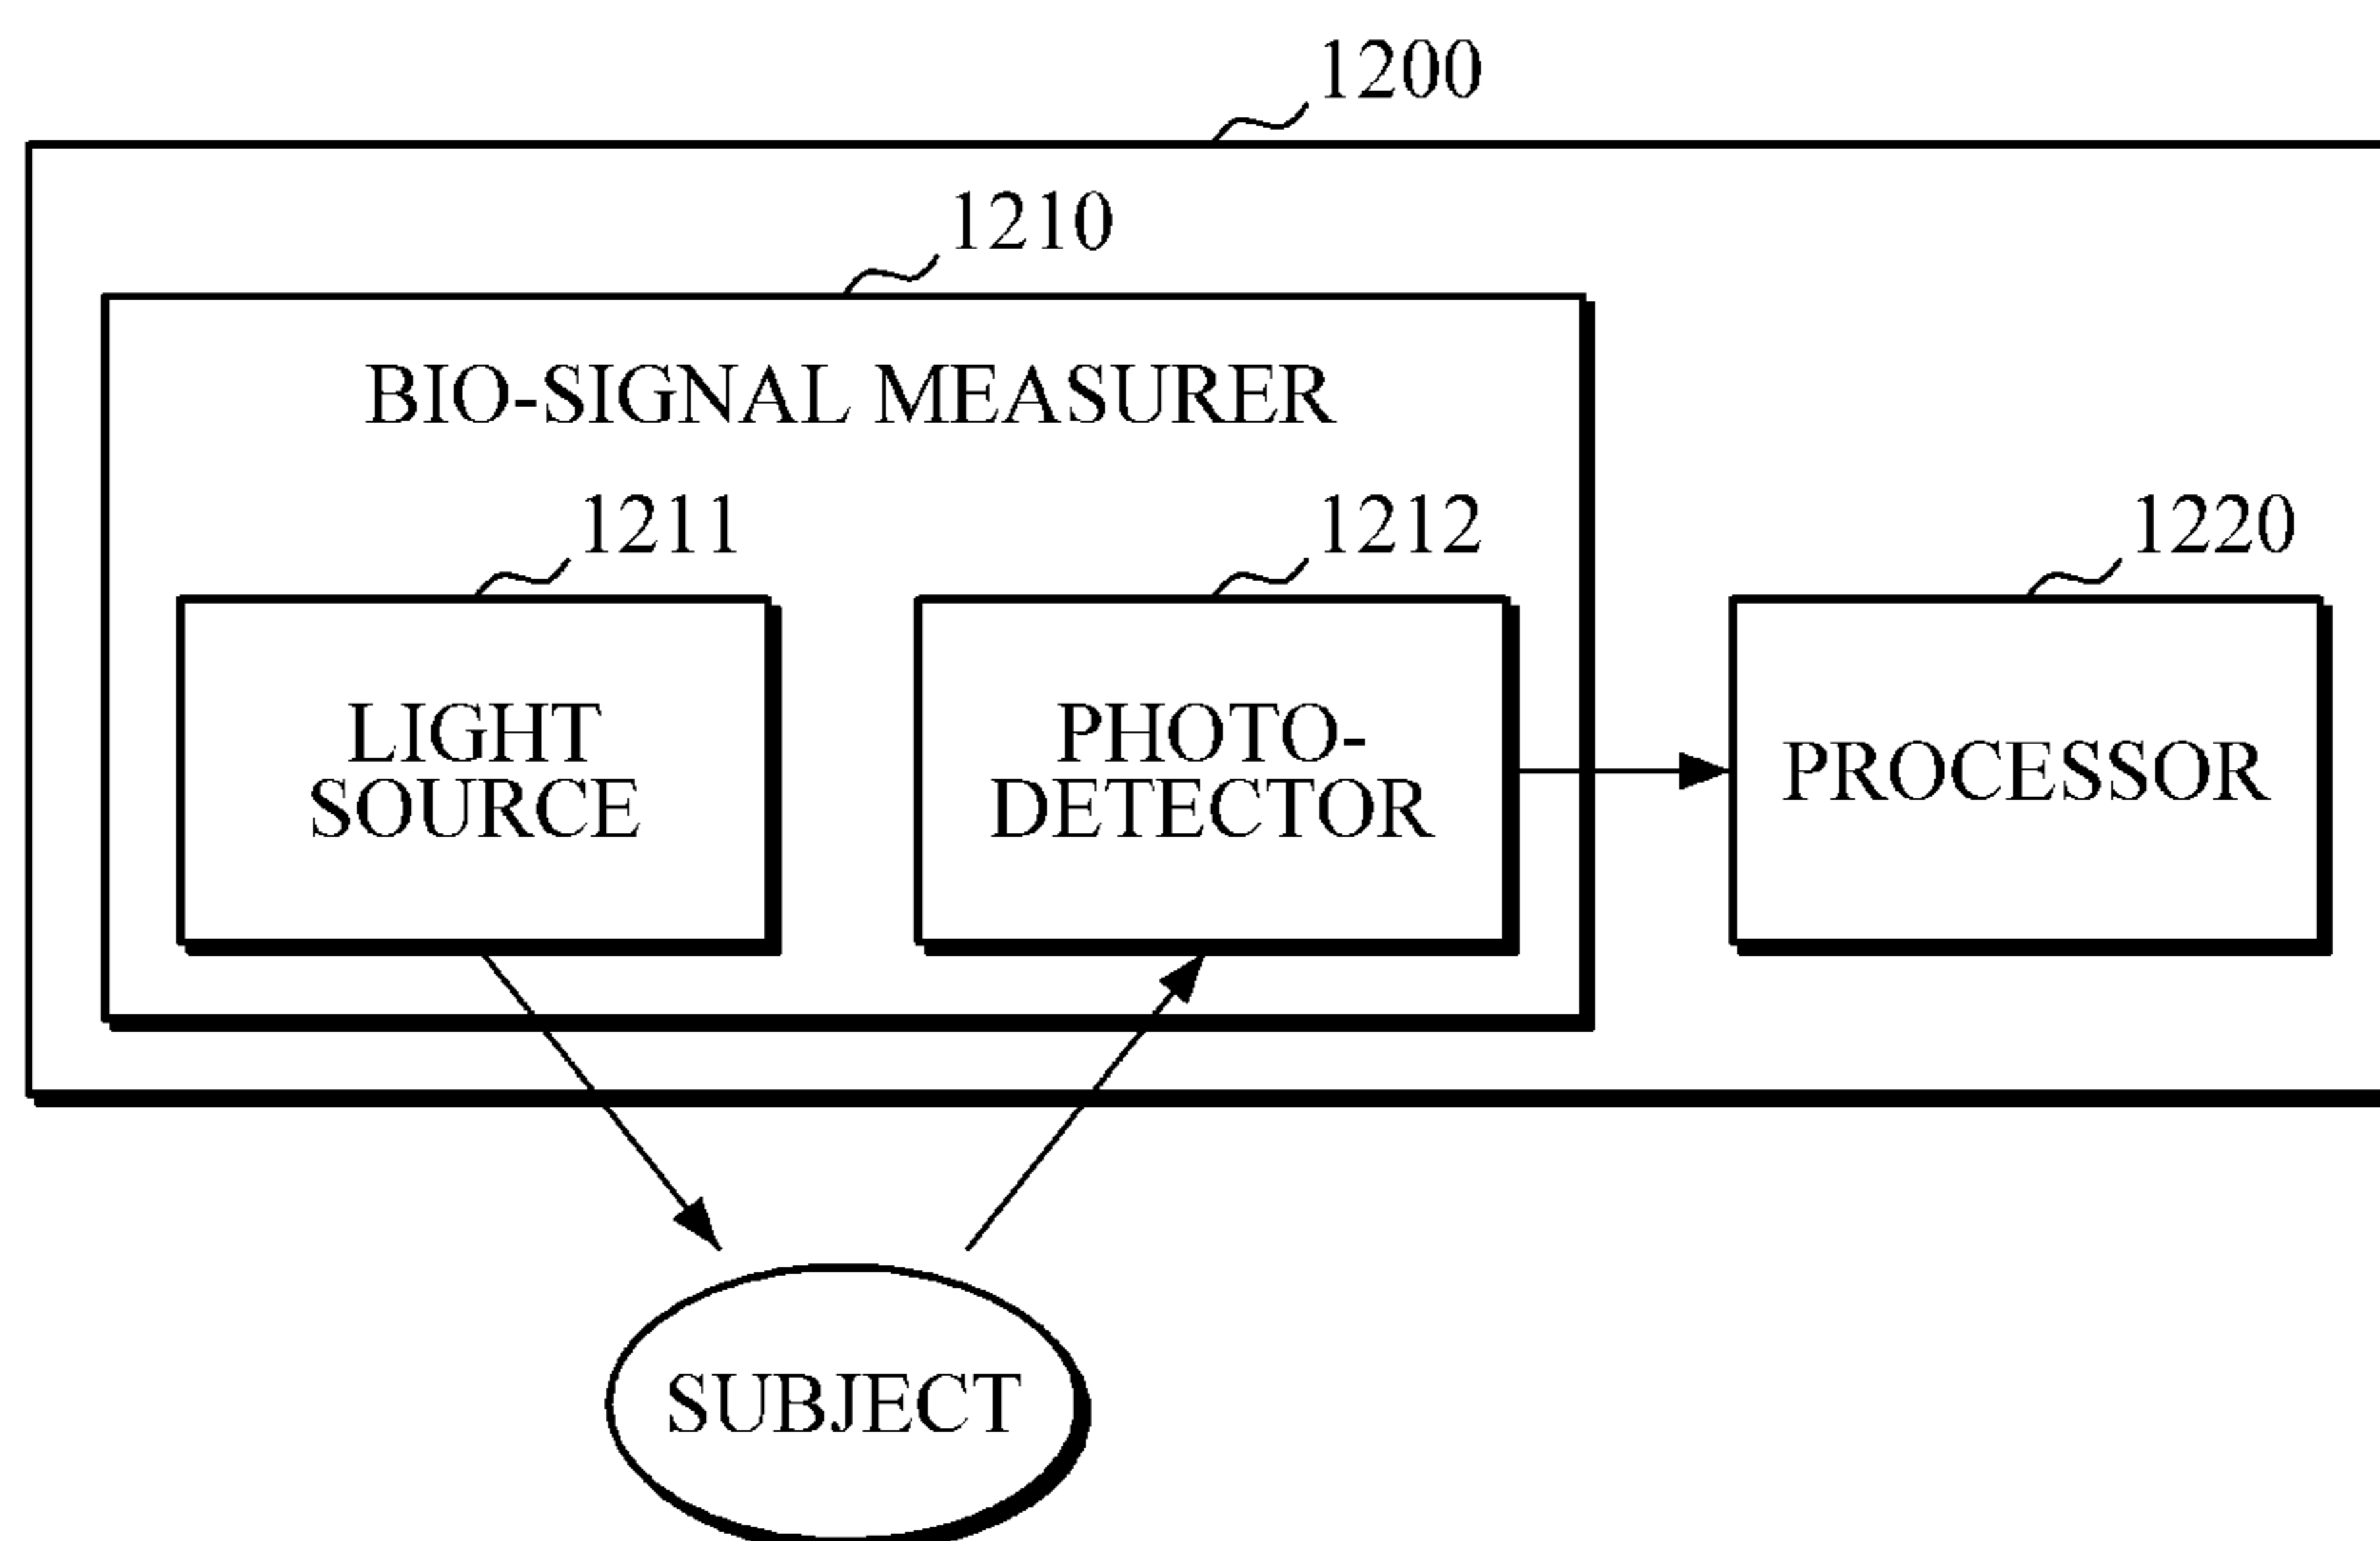 1200
1210
BIO-SIGNAL MEASURER
1211
1212
1220
LIGHT
SOURCE
PHOTO-
DETECTOR
PROCESSOR
SUBJECT